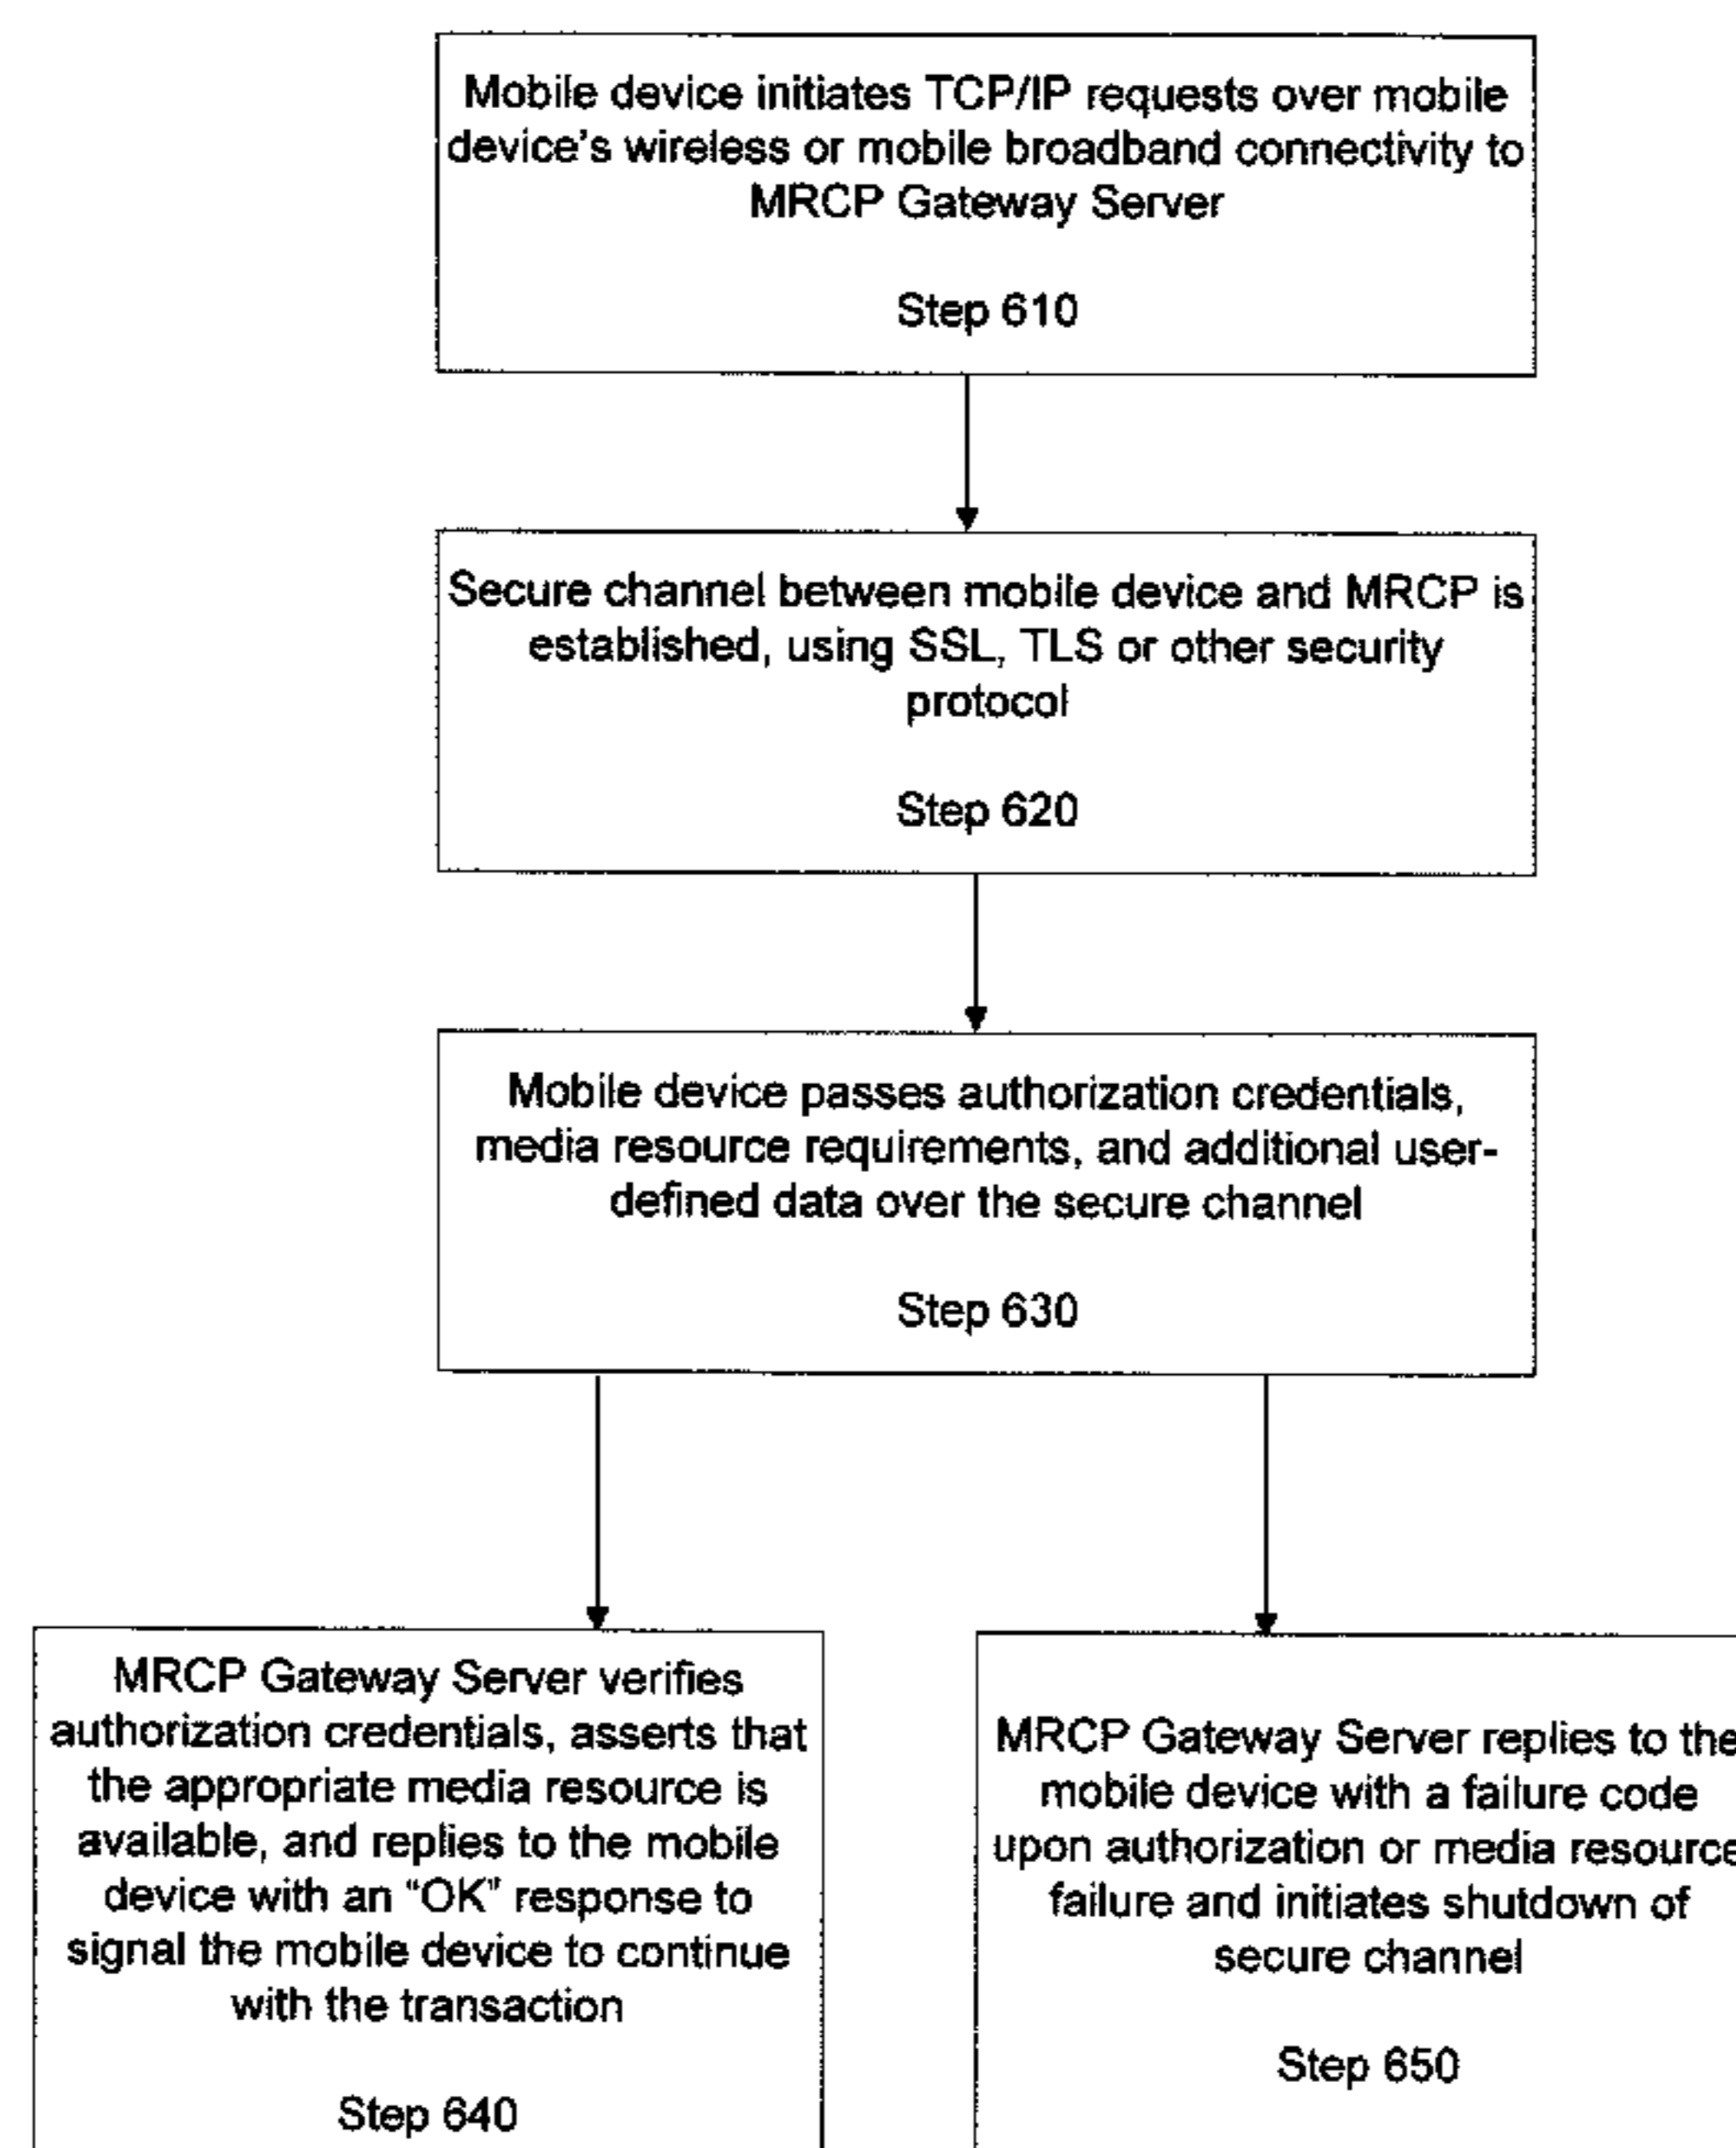 Mobile device initiates TCP/IP requests over mobile
device's wireless or mobile broadband connectivity to
MRCP Gateway Server
Step 610
Secure channel between mobile device and MRCP is
established, using SSL, TLS or other security
protocol
Step 620
Mobile device passes authorization credentials,
media resource requirements, and additional user-
defined data over the secure channel
Step 630
MRCP Gateway Server verifies
authorization credentials, asserts that
the appropriate media resource is
available, and replies to the mobile
device with an "OK" response to
signal the mobile device to continue
with the transaction
Step 640
MRCP Gateway Server replies to the
mobile device with a failure code
upon authorization or media resource
failure and initiates shutdown of
secure channel
Step 650